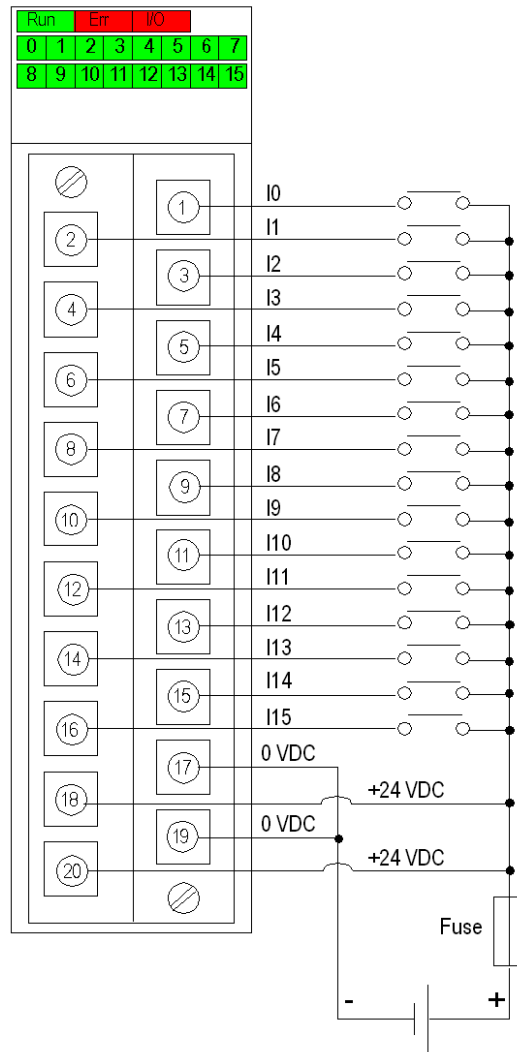 Run Err I/O
0 1 2 3 4 5 6 7
8 9 10 11 12 13 14 15
1 I0
2 I1
3 I2
4 I3
5 I4
6 I5
7 I6
8 I7
9 I8
10 I9
11 I10
12 I11
13 I12
14 I13
15 I14
16 I15
17 0 VDC
18 +24 VDC
19 0 VDC
20 +24 VDC
Fuse
- +